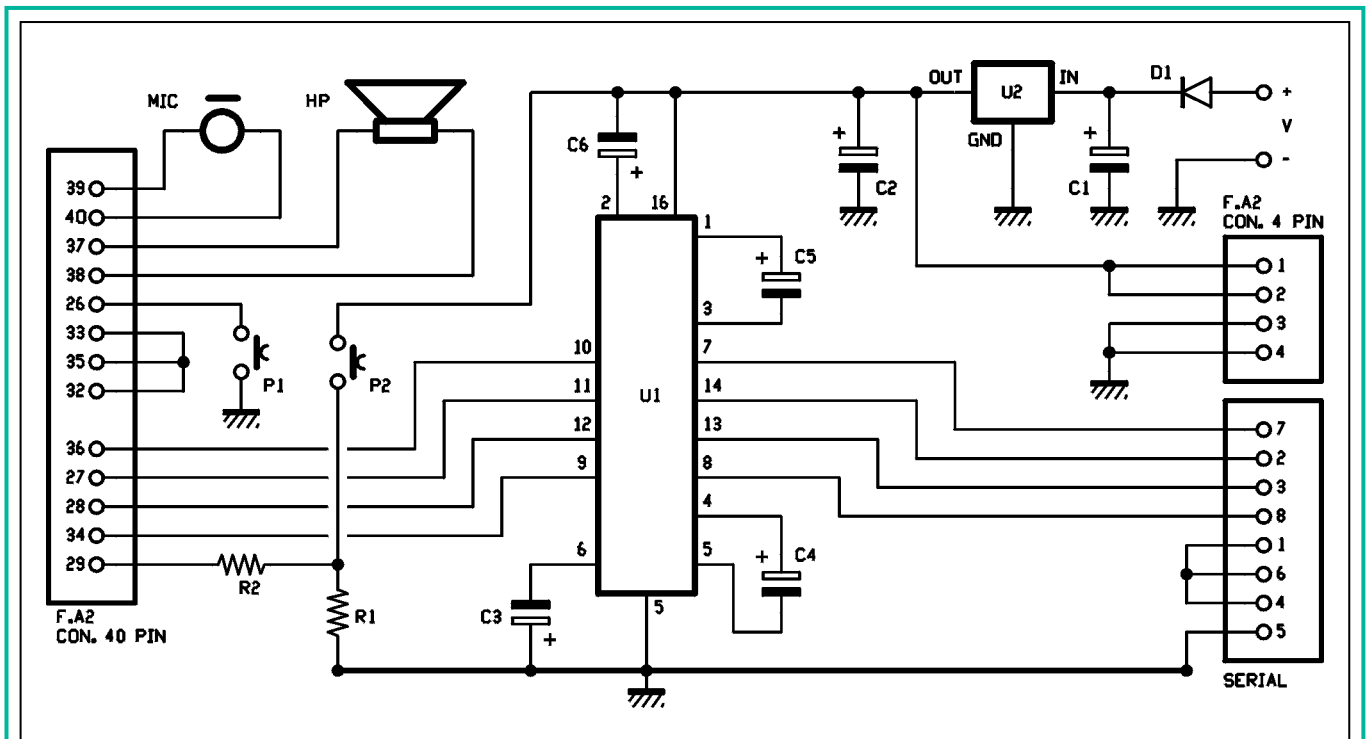 MIC
HP
39
40
37
38
26
33
35
32
36
27
28
34
29
F.A2
CON. 40 PIN
P1
P2
R2
R1
C6
+
2
16
U1
10
11
12
9
6
1
3
7
14
13
8
4
5
5
C5
+
C4
+
C3
+
OUT
U2
IN
GND
D1
+
V
-
+
C2
+
C1
F.A2
CON. 4 PIN
1
2
3
4
7
2
3
8
1
6
4
5
SERIAL